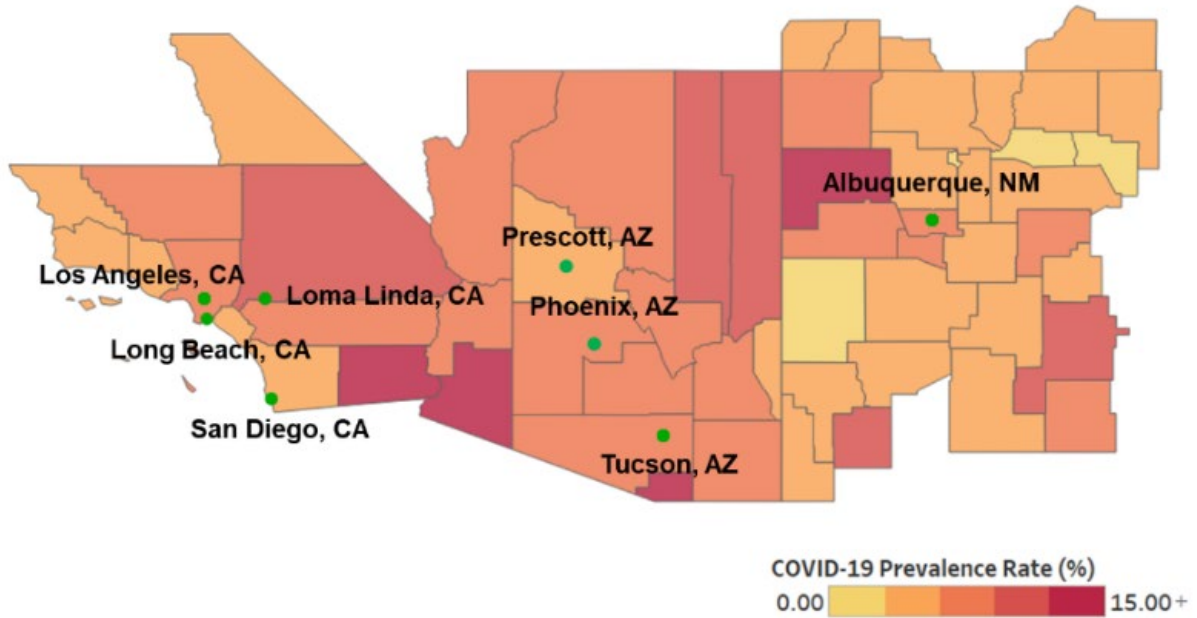 Albuquerque, NM
Prescott, AZ
Los Angeles, CA
Loma Linda, CA
Phoenix, AZ
Long Beach, CA
San Diego, CA
Tucson, AZ
COVID-19 Prevalence Rate (%)
0.00 15.00+